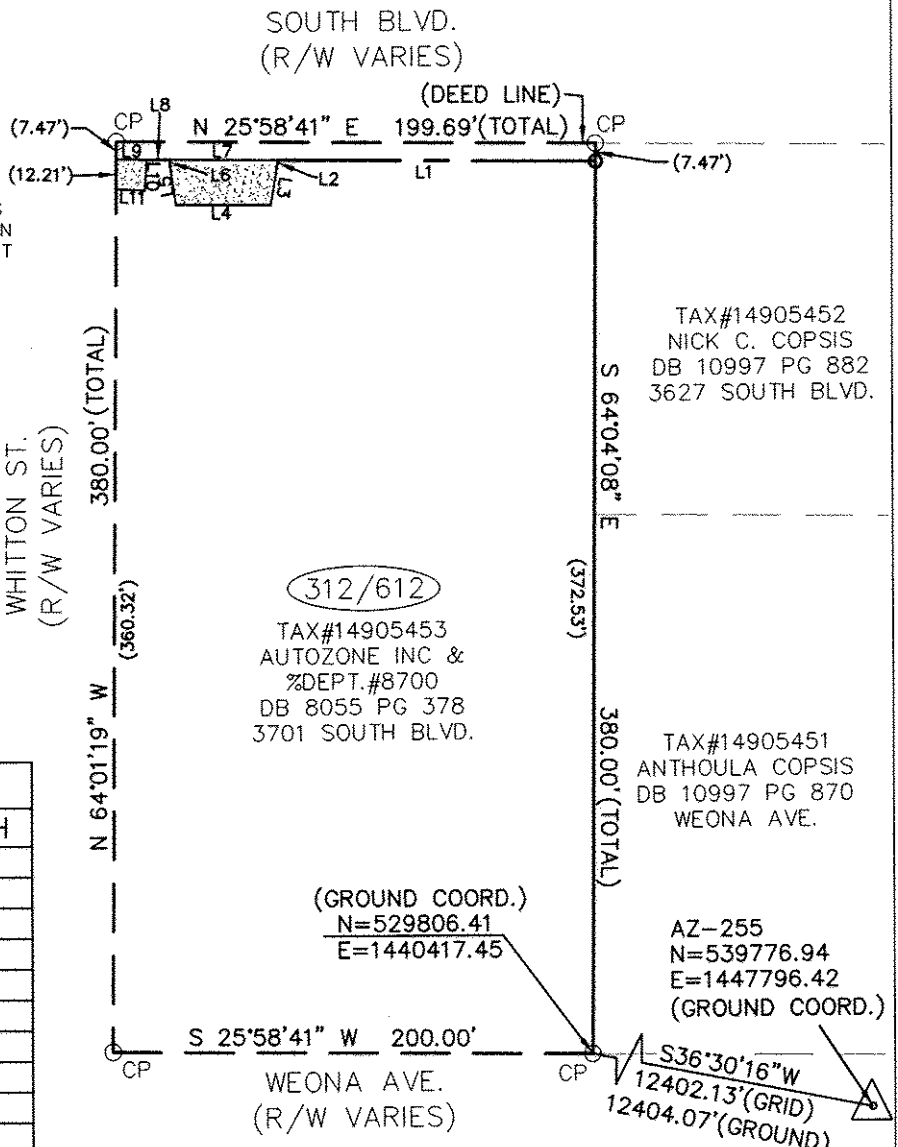 SOUTH BLVD.
(R/W VARIES)
(DEED LINE)
CP
L8
N 25°58'41" E 199.69'(TOTAL)
CP
(7.47')
L9
L7
(7.47')
(12.21')
L6
L2
L1
L10
L5
L3
L11
L4
S
N
T
TAX#14905452
NICK C. COPSIS
DB 10997 PG 882
3627 SOUTH BLVD.
WHITTON ST.
(R/W VARIES)
N 64°01'19" W
380.00'(TOTAL)
(360.32')
S 64°04'08" E
(372.53')
380.00'(TOTAL)
312/612
TAX#14905453
AUTOZONE INC &
%DEPT.#8700
DB 8055 PG 378
3701 SOUTH BLVD.
TAX#14905451
ANTHOULA COPSIS
DB 10997 PG 870
WEONA AVE.
H
(GROUND COORD.)
N=529806.41
E=1440417.45
AZ-255
N=539776.94
E=1447796.42
(GROUND COORD.)
S 25°58'41" W 200.00'
CP
CP
WEONA AVE.
(R/W VARIES)
S36°30'16"W
12402.13'(GRID)
12404.07'(GROUND)